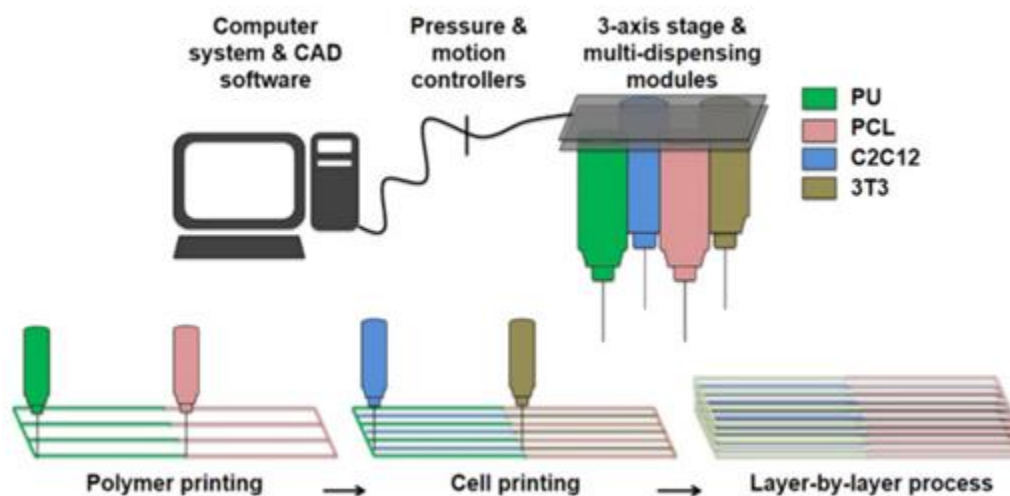 Computer
system & CAD
software
Pressure &
motion
controllers
3-axis stage &
multi-dispensing
modules
PU
PCL
C2C12
3T3
Polymer printing
Cell printing
Layer-by-layer process